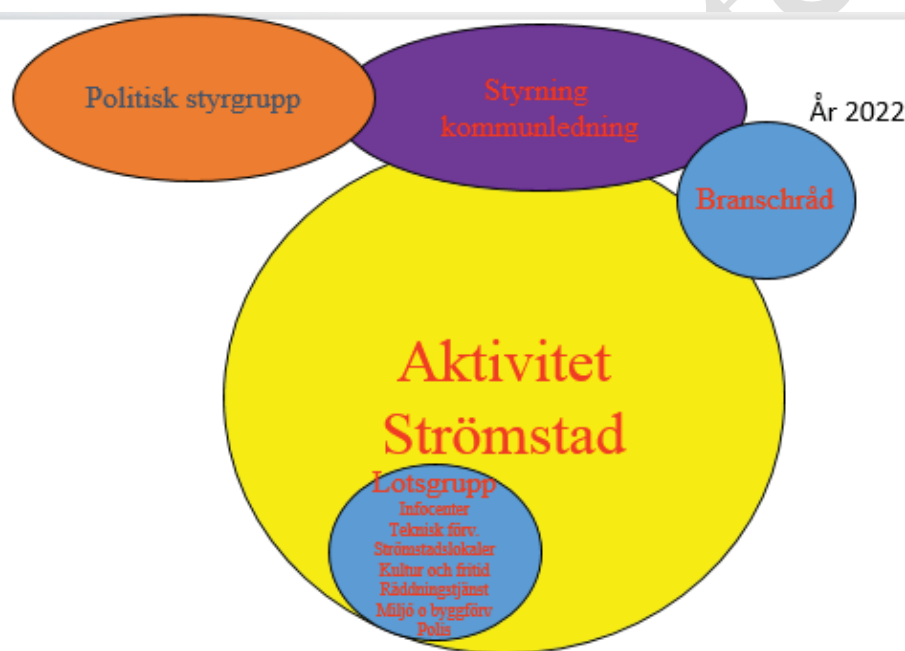 Politisk styrgrupp
Styrning
kommunledning
År 2022
Branschråd
Aktivitet
Strömstad
Lotsgrupp
Infocenter
Teknisk förv.
Strömstadslokaler
Kultur och fritid
Räddningstjänst
Miljö o byggförv
Polis